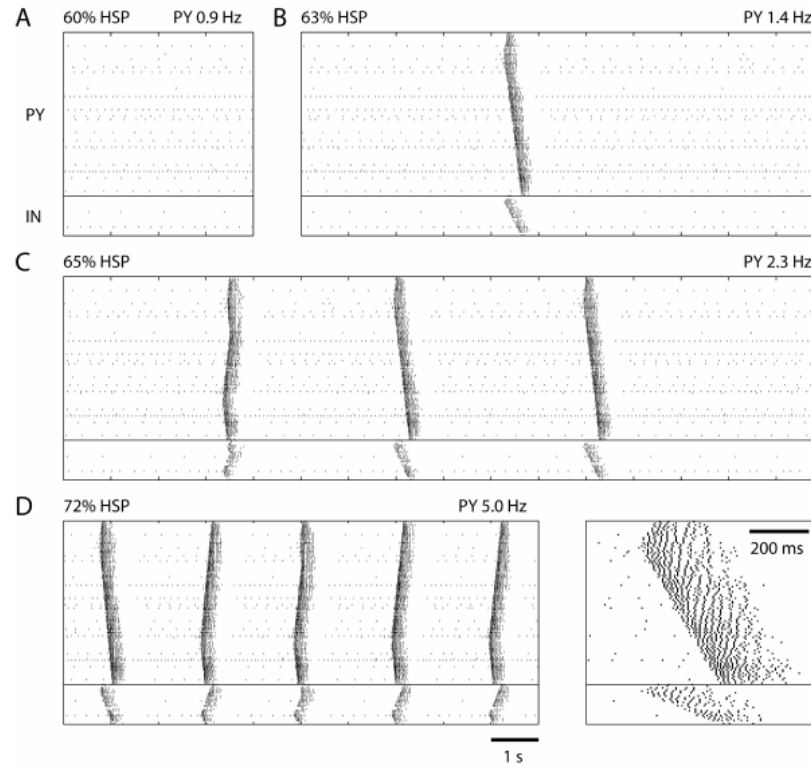 A 60% HSP PY 0.9 Hz B 63% HSP PY 1.4 Hz
PY
IN
C 65% HSP PY 2.3 Hz
D 72% HSP PY 5.0 Hz
200 ms
1 s